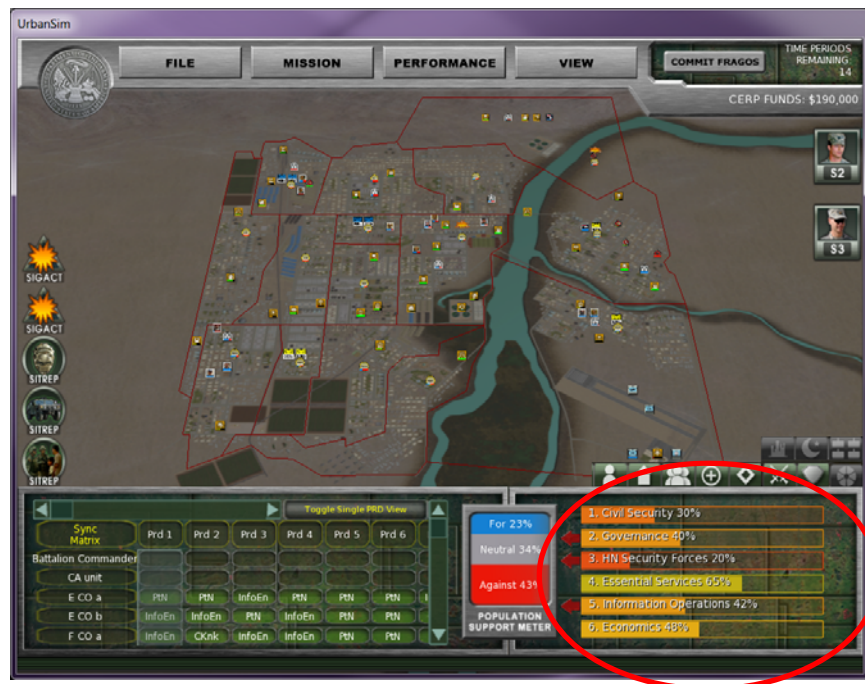 UrbanSim
FILE
MISSION
PERFORMANCE
VIEW
COMMIT FRAGOS
TIME PERIODS
REMAINING:
14
CERP FUNDS: $190,000
S2
S3
SIGACT
SIGACT
SITREP
SITREP
SITREP
Toggle Single PRD View
Sync
Matrix
Prd 1 Prd 2 Prd 3 Prd 4 Prd 5 Prd 6
Battalion Commander
CA unit
E CO a PtN PtN InfoEn PtN PtN PtN
E CO b InfoEn InfoEn PtN InfoEn PtN InfoEn
F CO a InfoEn CKnk InfoEn InfoEn PtN PtN
For 23%
Neutral 34%
Against 43%
POPULATION
SUPPORT METER
1. Civil Security 30%
2. Governance 40%
3. HN Security Forces 20%
4. Essential Services 65%
5. Information Operations 42%
6. Economics 48%